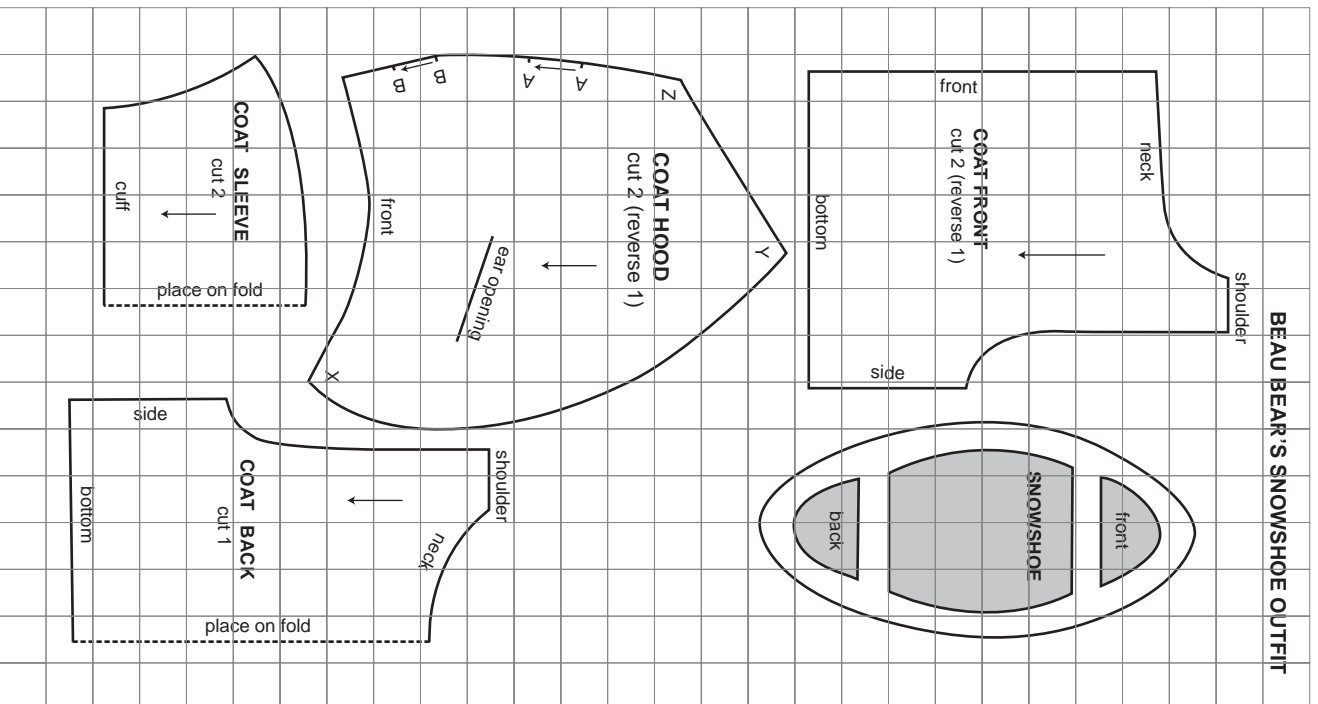 BEAU BEAR'S SNOWSHOE OUTFIT
front
COAT FRONT
cut 2 (reverse 1)
neck
bottom
shoulder
side
COAT HOOD
cut 2 (reverse 1)
B
B
A
A
Z
Y
X
front
ear opening
COAT SLEEVE
cut 2
cuff
place on fold
side
COAT BACK
cut 1
bottom
shoulder
neck
place on fold
SNOWSHOE
front
back